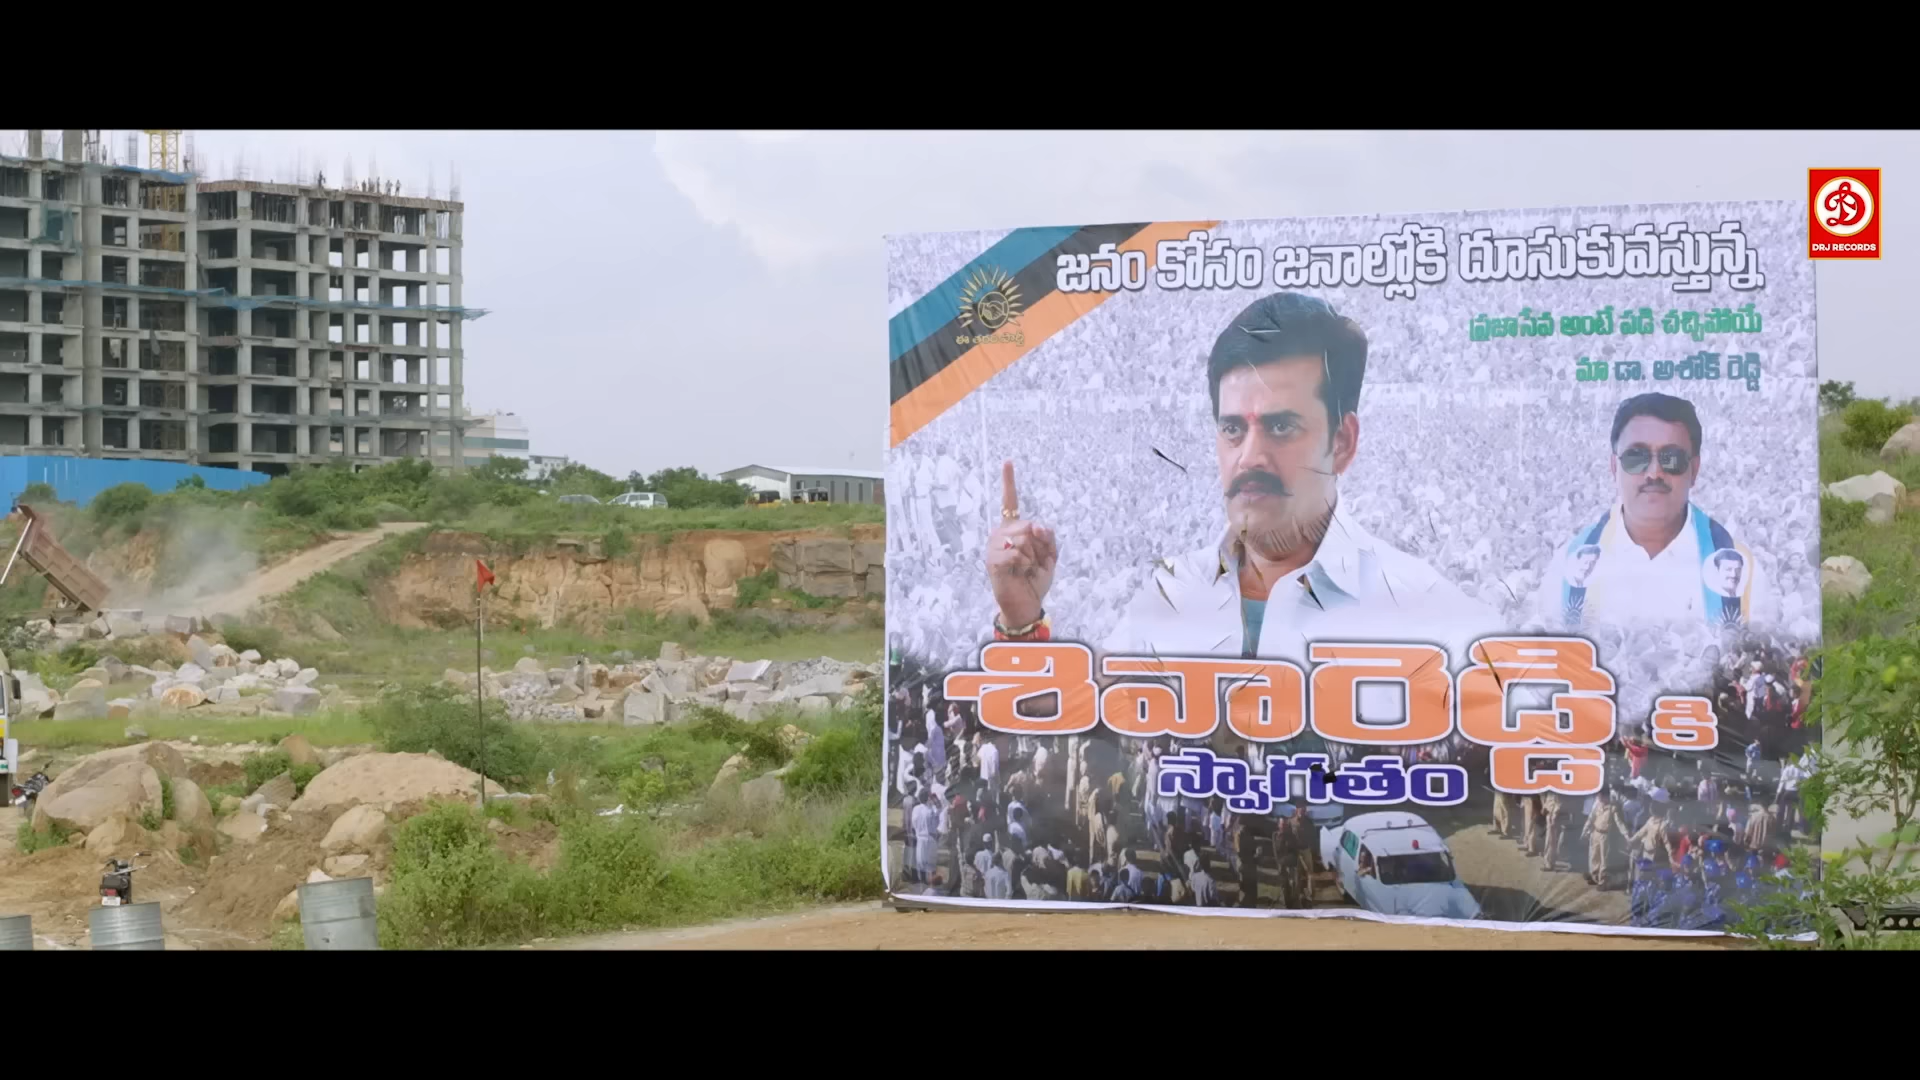 DRJ RECORDS
జనం కోసం జనాల్లోకి దూసుకువస్తున్న
ప్రజాసేవ అంటే పడి చచ్చిపోయే
మా డా. అశోక్ రెడ్డి
శివారెడ్డి కి
స్వాగతం